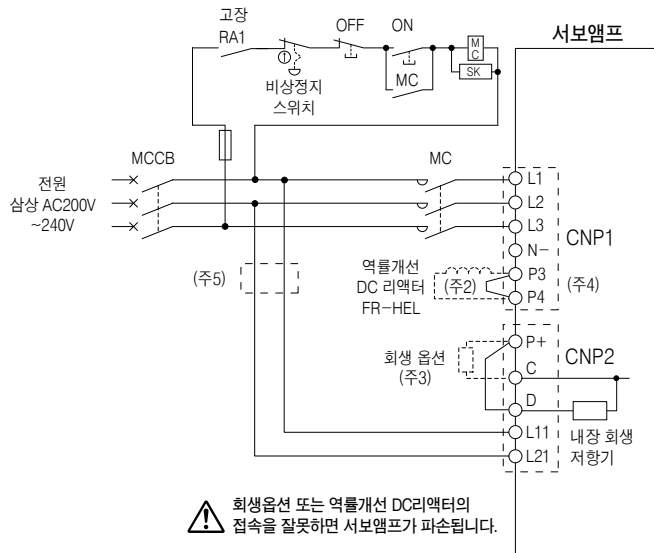 고장
RA1
OFF
ON
서보앰프
M
C
SK
MC
비상정지
스위치
MCCB
MC
전원
삼상 AC200V
~240V
L1
L2
L3
N-
CNP1
(주5)
역률개선
DC 리액터
FR-HEL
(주2)
P3
P4
(주4)
회생 옵션
(주3)
P+
C
D
CNP2
L11
L21
내장 회생
저항기
회생옵션 또는 역률개선 DC리액터의
접속을 잘못하면 서보앰프가 파손됩니다.